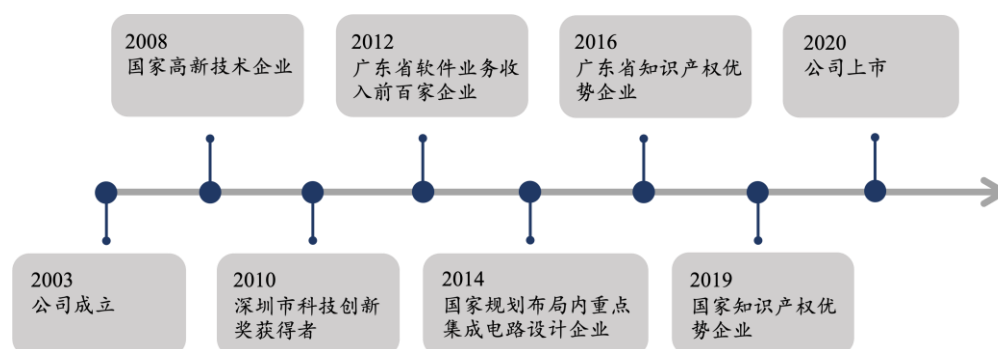 2008
国家高新技术企业
2012
广东省软件业务收
入前百家企业
2016
广东省知识产权优
势企业
2020
公司上市
2003
公司成立
2010
深圳市科技创新
奖获得者
2014
国家规划布局内重点
集成电路设计企业
2019
国家知识产权优
势企业